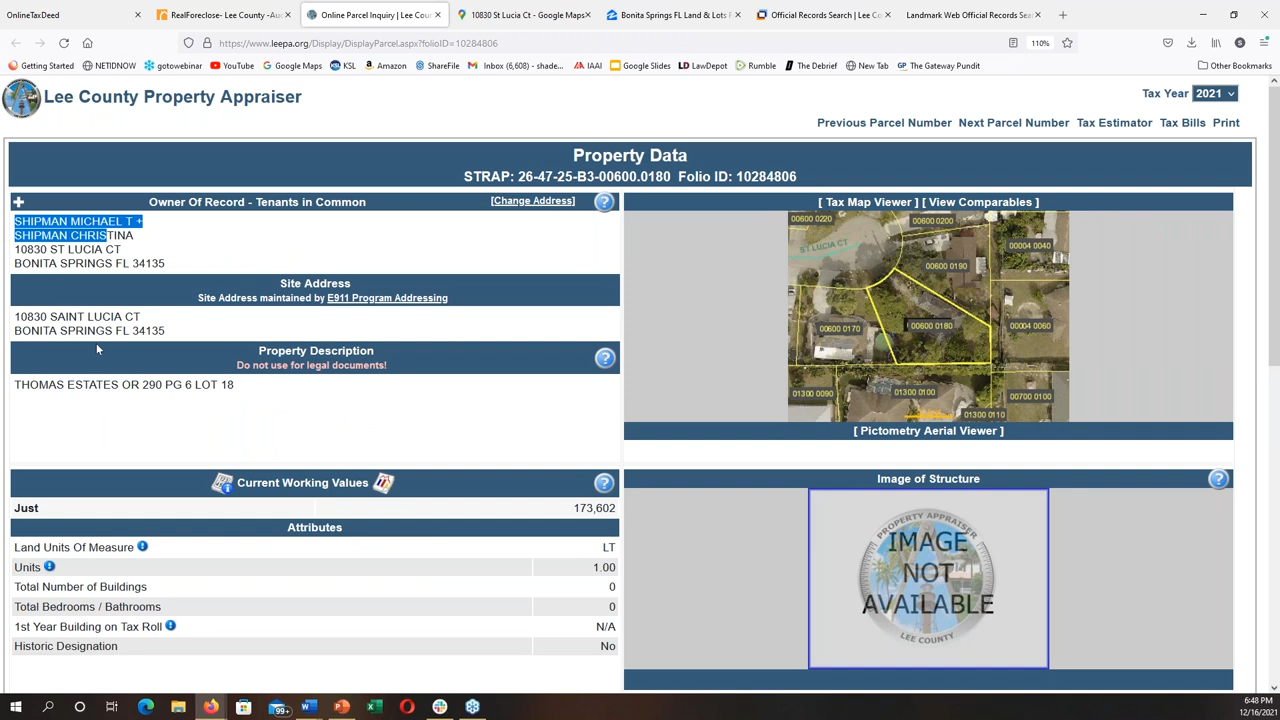 OnlineTaxDeed
RealForeclose- Lee County -Au
Online Parcel Inquiry | Lee Cou
10830 St Lucia Ct - Google Maps
Bonita Springs FL Land & Lots F
Official Records Search | Lee Co
Landmark Web Official Records Sea
https://www.leepa.org/Display/DisplayParcel.aspx?folioID=10284806
110%
Getting Started
NETIDNOW
gotowebinar
YouTube
Google Maps
KSL
Amazon
ShareFile
Inbox (6,608) - shade...
IAAI
Google Slides
LD LawDepot
Rumble
The Debrief
New Tab
GP The Gateway Pundit
Other Bookmarks
Lee County Property Appraiser
Tax Year 2021
Previous Parcel Number Next Parcel Number Tax Estimator Tax Bills Print
Property Data
STRAP: 26-47-25-B3-00600.0180 Folio ID: 10284806
Owner Of Record - Tenants in Common
[Change Address]
SHIPMAN MICHAEL T +
SHIPMAN CHRISTINA
10830 ST LUCIA CT
BONITA SPRINGS FL 34135
Site Address
Site Address maintained by E911 Program Addressing
10830 SAINT LUCIA CT
BONITA SPRINGS FL 34135
Property Description
Do not use for legal documents!
THOMAS ESTATES OR 290 PG 6 LOT 18
Current Working Values
Just 173,602
Attributes
Land Units Of Measure LT
Units 1.00
Total Number of Buildings 0
Total Bedrooms / Bathrooms 0
1st Year Building on Tax Roll N/A
Historic Designation No
[ Tax Map Viewer ] [ View Comparables ]
00600 0220
00600 0200
ST LUCIA CT
00004 0040
00600 0190
00600 0170
00600 0180
00004 0060
01300 0090
01300 0100
00700 0100
01300 0110
[ Pictometry Aerial Viewer ]
Image of Structure
PROPERTY APPRAISER
IMAGE
NOT
AVAILABLE
LEE COUNTY
99+
6:48 PM
12/16/2021